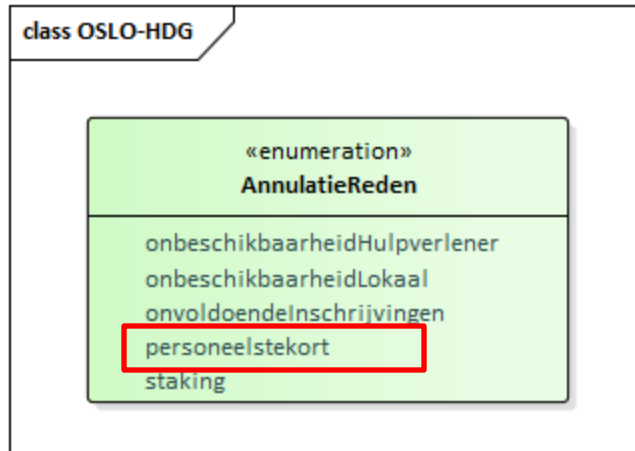 class OSLO-HDG
«enumeration»
AnnulatieReden
onbeschikbaarheidHulpverlener
onbeschikbaarheidLokaal
onvoldoendeInschrijvingen
personeelstekort
staking